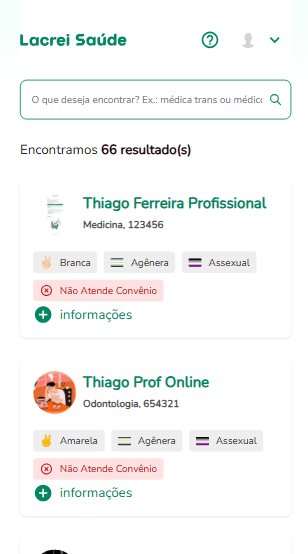 Lacrei Saúde
O que deseja encontrar? Ex.: médica trans ou médico
Encontramos 66 resultado(s)
Thiago Ferreira Profissional
Medicina, 123456
Branca
Agênera
Assexual
Não Atende Convênio
informações
Thiago Prof Online
Odontologia, 654321
Amarela
Agênera
Assexual
Não Atende Convênio
informações